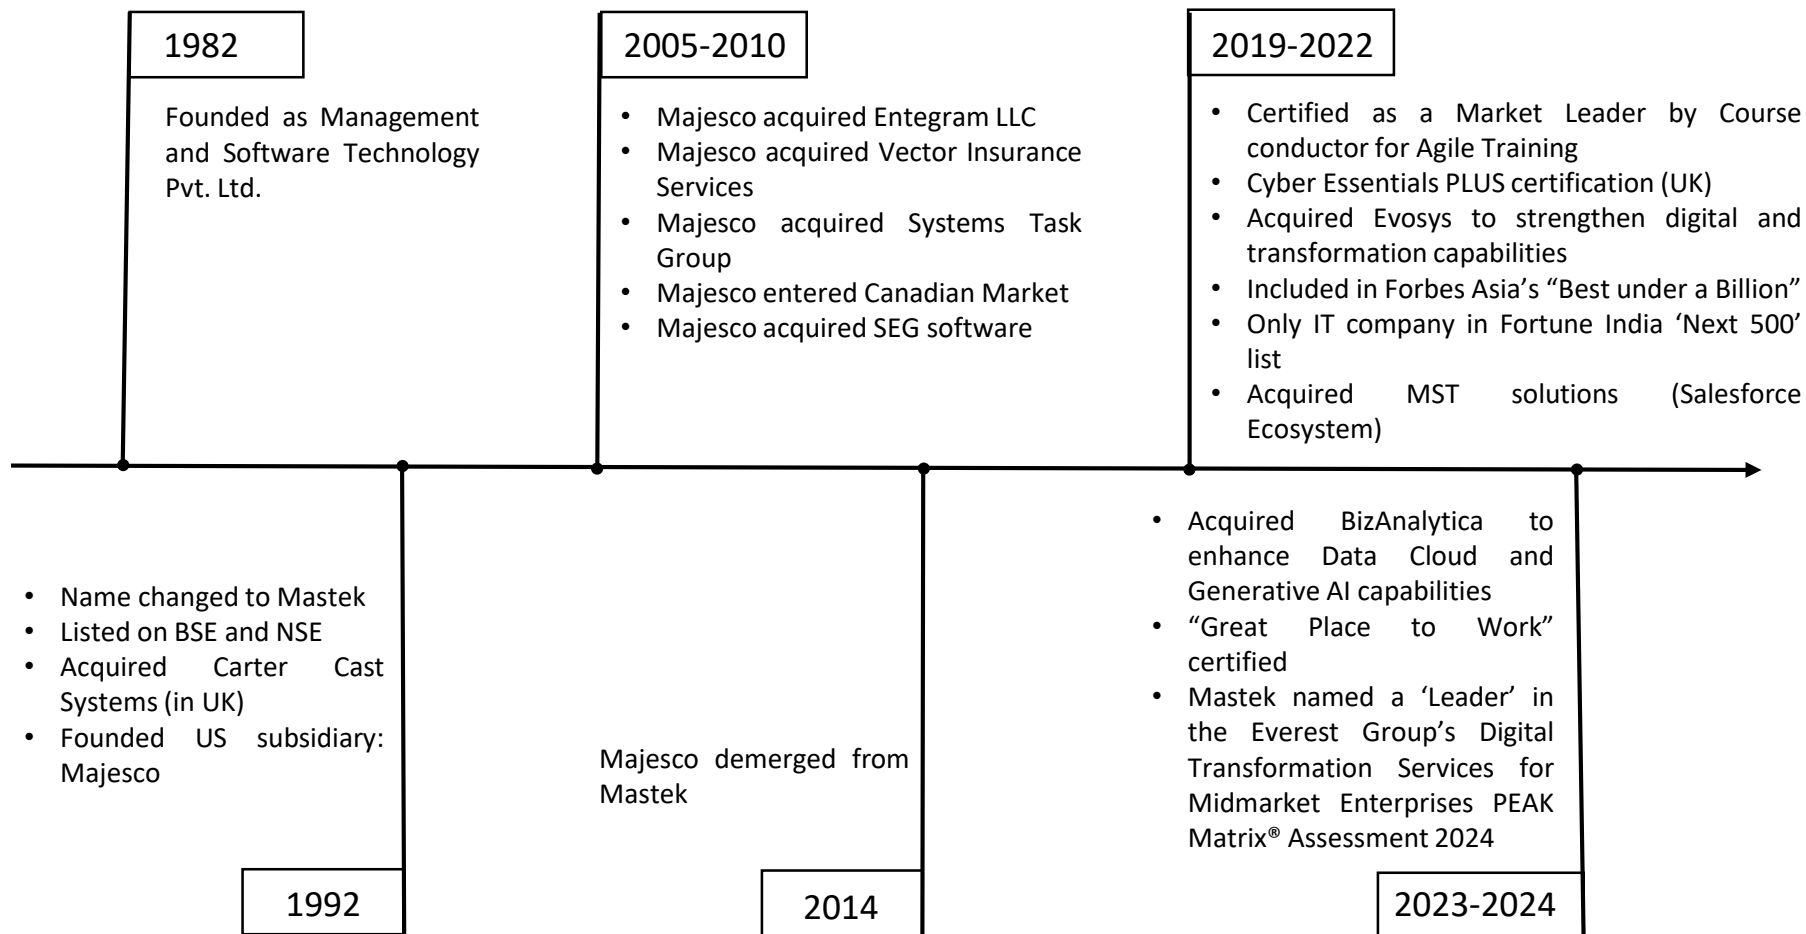 1982
Founded as Management
and Software Technology
Pvt. Ltd.
2005-2010
• Majesco acquired Entegram LLC
• Majesco acquired Vector Insurance
Services
• Majesco acquired Systems Task
Group
• Majesco entered Canadian Market
• Majesco acquired SEG software
2019-2022
• Certified as a Market Leader by Course
conductor for Agile Training
• Cyber Essentials PLUS certification (UK)
• Acquired Evosys to strengthen digital and
transformation capabilities
• Included in Forbes Asia’s “Best under a Billion”
• Only IT company in Fortune India ‘Next 500’
list
• Acquired MST solutions (Salesforce
Ecosystem)
• Name changed to Mastek
• Listed on BSE and NSE
• Acquired Carter Cast
Systems (in UK)
• Founded US subsidiary:
Majesco
1992
Majesco demerged from
Mastek
2014
• Acquired BizAnalytica to
enhance Data Cloud and
Generative AI capabilities
• “Great Place to Work”
certified
• Mastek named a ‘Leader’ in
the Everest Group’s Digital
Transformation Services for
Midmarket Enterprises PEAK
Matrix® Assessment 2024
2023-2024